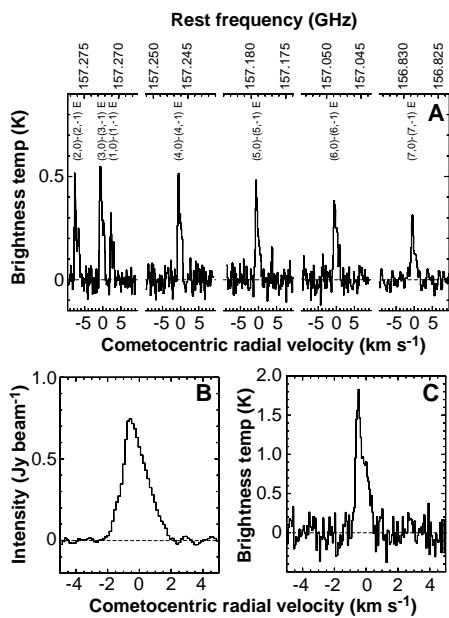 Rest frequency (GHz)
157.275 157.270 157.250 157.245 157.180 157.175 157.050 157.045 156.830 156.825
(2,0)-(2,-1) E (3,0)-(3,-1) E (1,0)-(1,-1) E (4,0)-(4,-1) E (5,0)-(5,-1) E (6,0)-(6,-1) E (7,0)-(7,-1) E A
Brightness temp (K)
0.5
0
-5 0 5 -5 0 5 -5 0 5 -5 0 5 -5 0 5
Cometocentric radial velocity (km s-1)
B
Intensity (Jy beam-1)
1.0
0.5
0
-4 -2 0 2 4
C
Brightness temp (K)
2.0
1.5
1.0
0.5
0
-4 -2 0 2 4
Cometocentric radial velocity (km s-1)